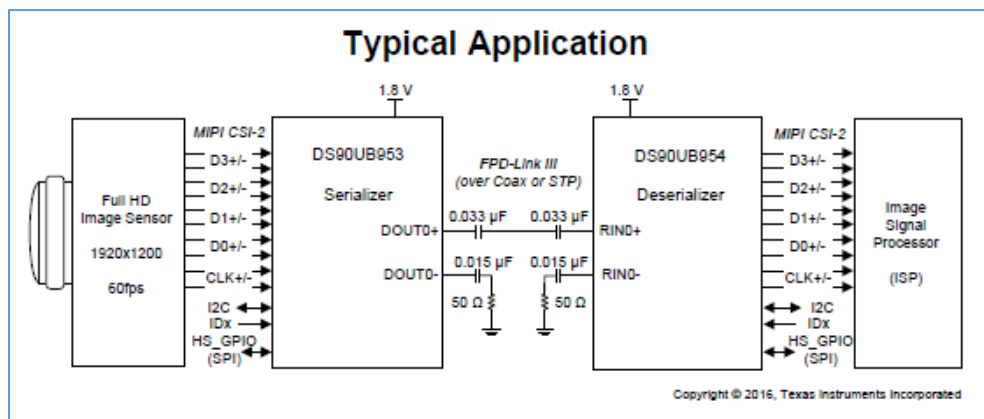 Typical Application
1.8 V
1.8 V
MIPI CSI-2
D3+/-
D2+/-
D1+/-
D0+/-
CLK+/-
I2C
IDx
HS_GPIO
(SPI)
Full HD
Image Sensor
1920x1200
60fps
DS90UB953
Serializer
DOUT0+
DOUT0-
FPD-Link III
(over Coax or STP)
0.033 µF
0.033 µF
0.015 µF
0.015 µF
50 Ω
50 Ω
DS90UB954
Deserializer
RIN0+
RIN0-
MIPI CSI-2
D3+/-
D2+/-
D1+/-
D0+/-
CLK+/-
I2C
IDx
HS_GPIO
(SPI)
Image
Signal
Processor
(ISP)
Copyright © 2016, Texas Instruments Incorporated